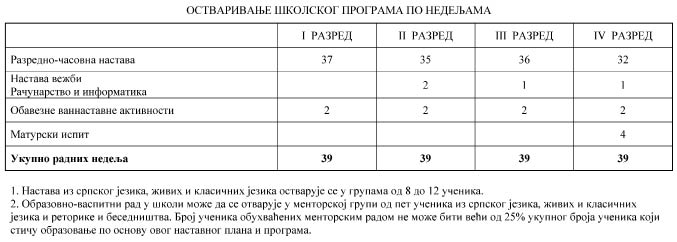 ОСТВАРИВАЊЕ ШКОЛСКОГ ПРОГРАМА ПО НЕДЕЉАМА
I РАЗРЕД II РАЗРЕД III РАЗРЕД IV РАЗРЕД
Разредно-часовна настава 37 35 36 32
Настава вежби
Рачунарство и информатика 2 1 1
Обавезне ваннаставне активности 2 2 2 2
Матурски испит 4
Укупно радних недеља 39 39 39 39
1. Настава из српског језика, живих и класичних језика остварује се у групама од 8 до 12 ученика.
2. Образовно-васпитни рад у школи може да се отварује у менторској групи од пет ученика из српског језика, живих и класичних
језика и реторике и беседништва. Број ученика обухваћених менторским радом не може бити већи од 25% укупног броја ученика који
стичу образовање по основу овог наставног плана и програма.